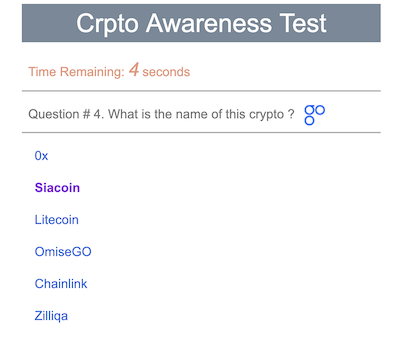 Crpto Awareness Test
Time Remaining: 4 seconds
Question # 4. What is the name of this crypto ?
0x
Siacoin
Litecoin
OmiseGO
Chainlink
Zilliqa